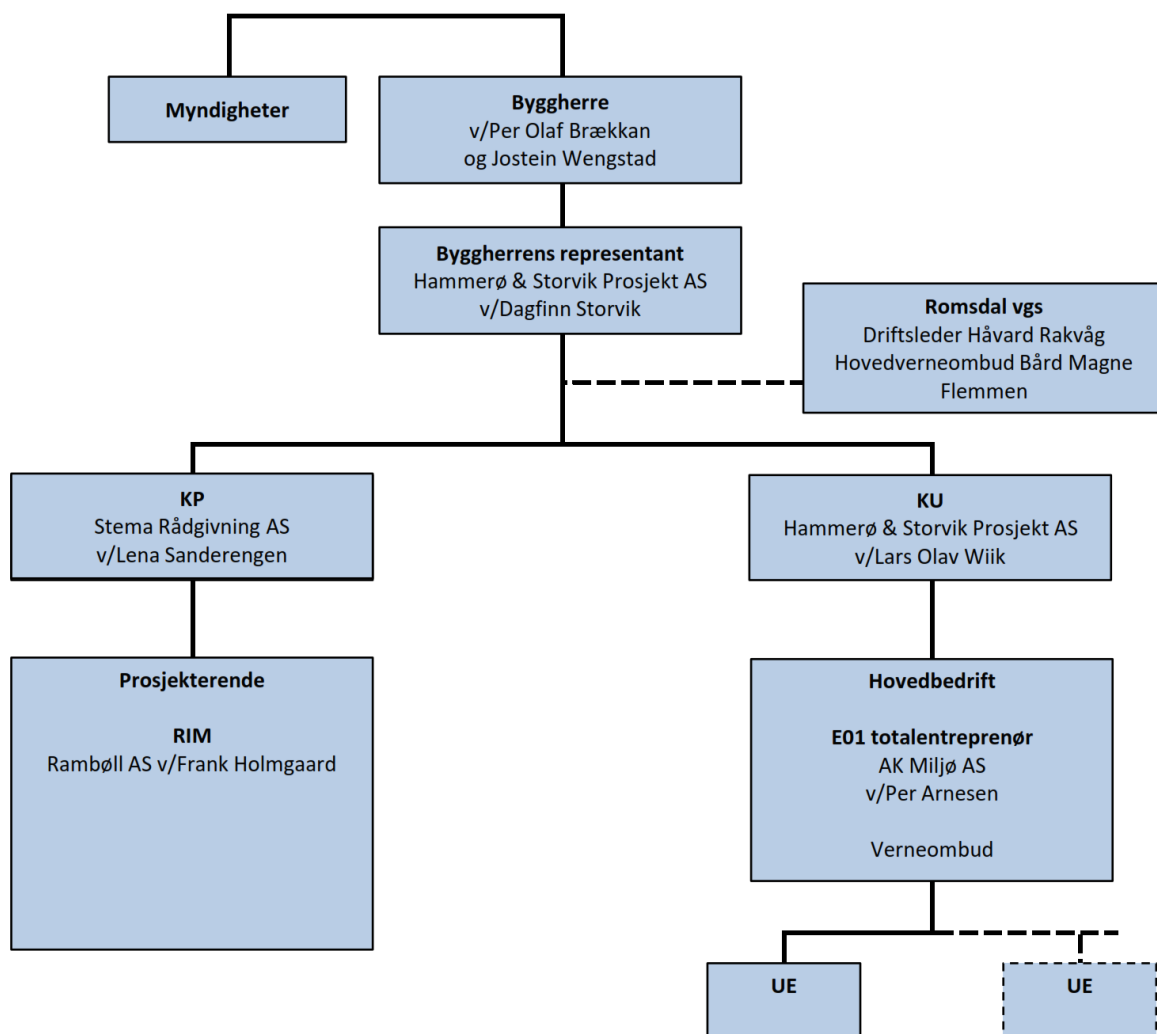 Myndigheter
Byggherre
v/Per Olaf Brækkan
og Jostein Wengstad
Byggherrens representant
Hammerø & Storvik Prosjekt AS
v/Dagfinn Storvik
Romsdal vgs
Driftsleder Håvard Rakvåg
Hovedverneombud Bård Magne
Flemmen
KP
Stema Rådgivning AS
v/Lena Sanderengen
KU
Hammerø & Storvik Prosjekt AS
v/Lars Olav Wiik
Prosjekterende
RIM
Rambøll AS v/Frank Holmgaard
Hovedbedrift
E01 totalentreprenør
AK Miljø AS
v/Per Arnesen
Verneombud
UE
UE